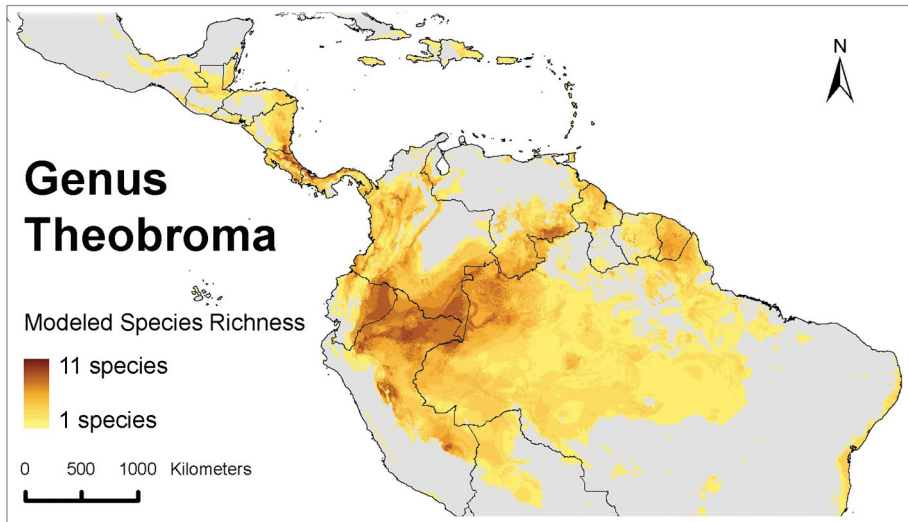 N
Genus
Theobroma
Modeled Species Richness
11 species
1 species
0 500 1000 Kilometers